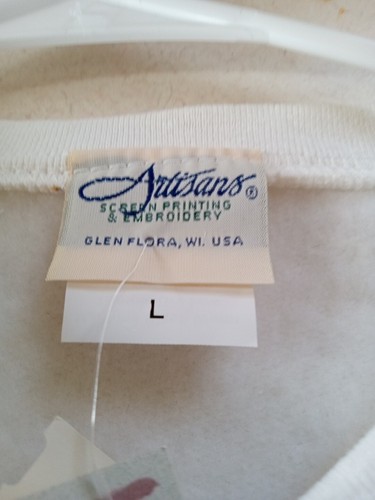 Artisans®
SCREEN PRINTING
& EMBROIDERY
GLEN FLORA, WI. USA
L